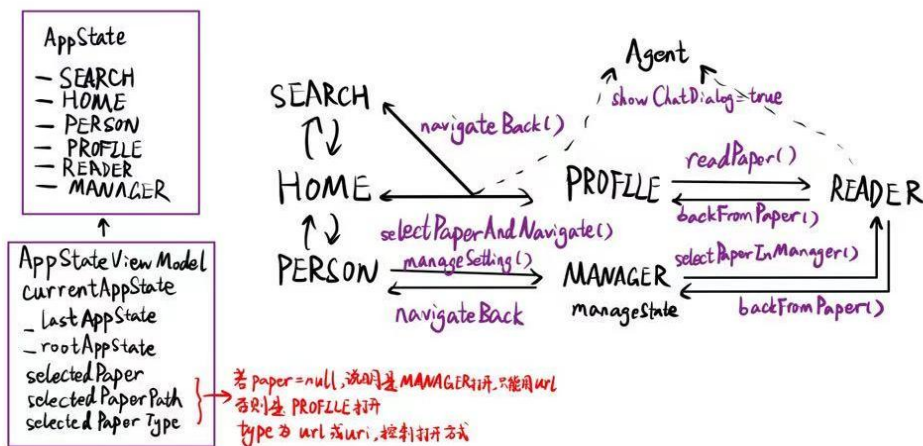 AppState
- SEARCH
- HOME
- PERSON
- PROFILE
- READER
- MANAGER
AppStateViewModel
currentAppState
_lastAppState
_rootAppState
selectedPaper
selectedPaperPath
selectedPaperType
若paper=null,说明是MANAGER打开,只能用url
否则是PROFILE打开
type为url或uri,控制打开方式
Agent
showChatDialog=true
SEARCH
navigateBack()
HOME
PROFILE
readPaper()
READER
backFromPaper()
selectPaperAndNavigate()
PERSON
manageSetting()
MANAGER
selectPaperInManager()
manageState
navigateBack
backFromPaper()